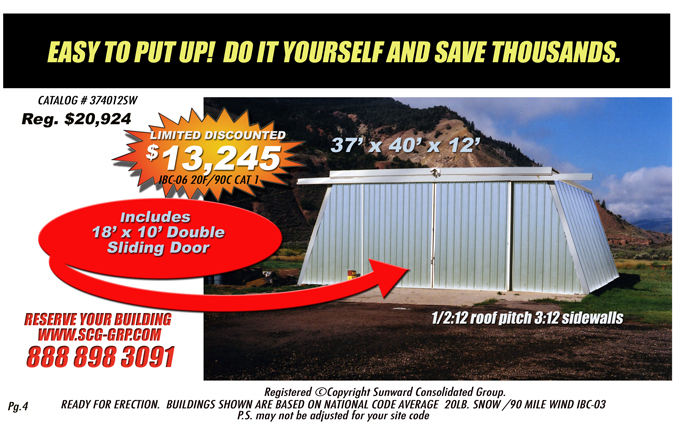 EASY TO PUT UP! DO IT YOURSELF AND SAVE THOUSANDS.
CATALOG # 374012SW
Reg. $20,924
LIMITED DISCOUNTED
$13,245
IBC-06 20F/90C CAT 1
37' x 40' x 12'
Includes
18' x 10' Double
Sliding Door
RESERVE YOUR BUILDING
WWW.SCG-GRP.COM
888 898 3091
1/2:12 roof pitch 3:12 sidewalls
Registered ©Copyright Sunward Consolidated Group.
Pg.4
READY FOR ERECTION. BUILDINGS SHOWN ARE BASED ON NATIONAL CODE AVERAGE 20LB. SNOW /90 MILE WIND IBC-03
P.S. may not be adjusted for your site code